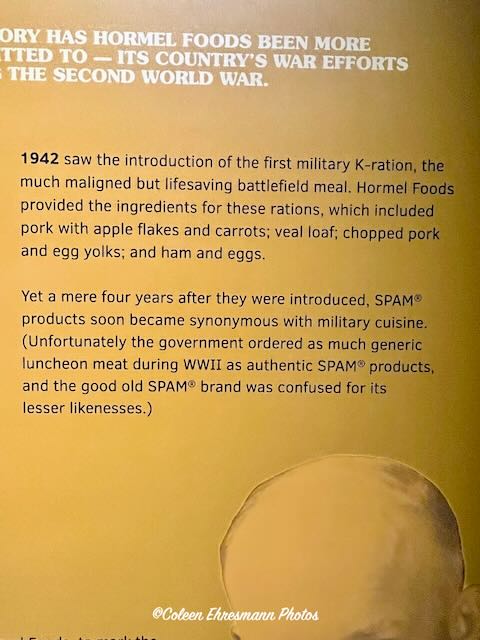 ORY HAS HORMEL FOODS BEEN MORE
TTED TO — ITS COUNTRY'S WAR EFFORTS
THE SECOND WORLD WAR.
1942 saw the introduction of the first military K-ration, the
much maligned but lifesaving battlefield meal. Hormel Foods
provided the ingredients for these rations, which included
pork with apple flakes and carrots; veal loaf; chopped pork
and egg yolks; and ham and eggs.
Yet a mere four years after they were introduced, SPAM®
products soon became synonymous with military cuisine.
(Unfortunately the government ordered as much generic
luncheon meat during WWII as authentic SPAM® products,
and the good old SPAM® brand was confused for its
lesser likenesses.)
©Coleen Ehresmann Photos